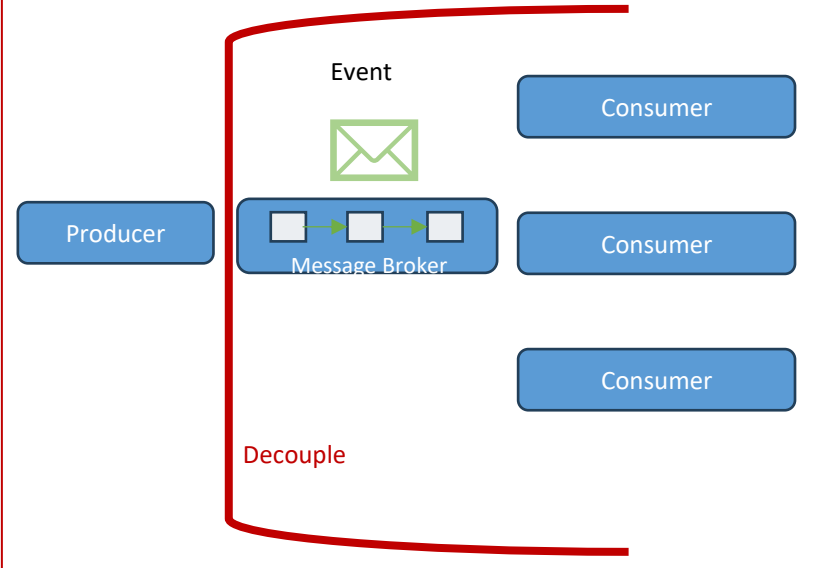 Event
Consumer
Producer
Message Broker
Consumer
Consumer
Decouple